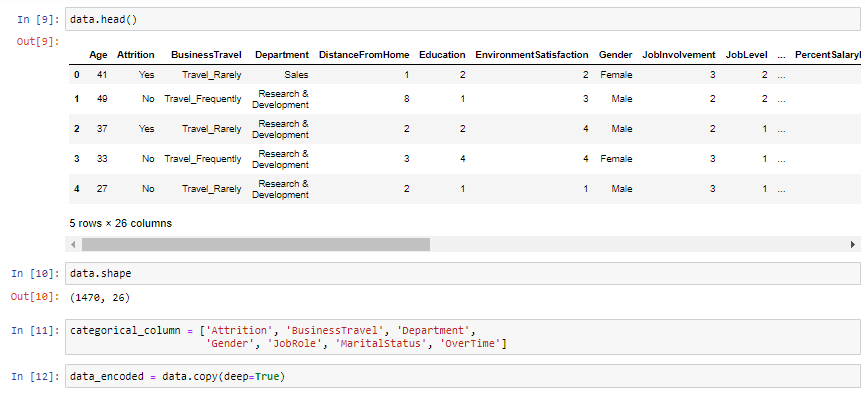 In [9]: data.head()
Out[9]:
Age Attrition BusinessTravel Department DistanceFromHome Education EnvironmentSatisfaction Gender JobInvolvement JobLevel ... PercentSalaryH
0 41 Yes Travel_Rarely Sales 1 2 2 Female 3 2 ...
1 49 No Travel_Frequently Research & Development 8 1 3 Male 2 2 ...
2 37 Yes Travel_Rarely Research & Development 2 2 4 Male 2 1 ...
3 33 No Travel_Frequently Research & Development 3 4 4 Female 3 1 ...
4 27 No Travel_Rarely Research & Development 2 1 1 Male 3 1 ...
5 rows × 26 columns
In [10]: data.shape
Out[10]: (1470, 26)
In [11]: categorical_column = ['Attrition', 'BusinessTravel', 'Department',
'Gender', 'JobRole', 'MaritalStatus', 'OverTime']
In [12]: data_encoded = data.copy(deep=True)